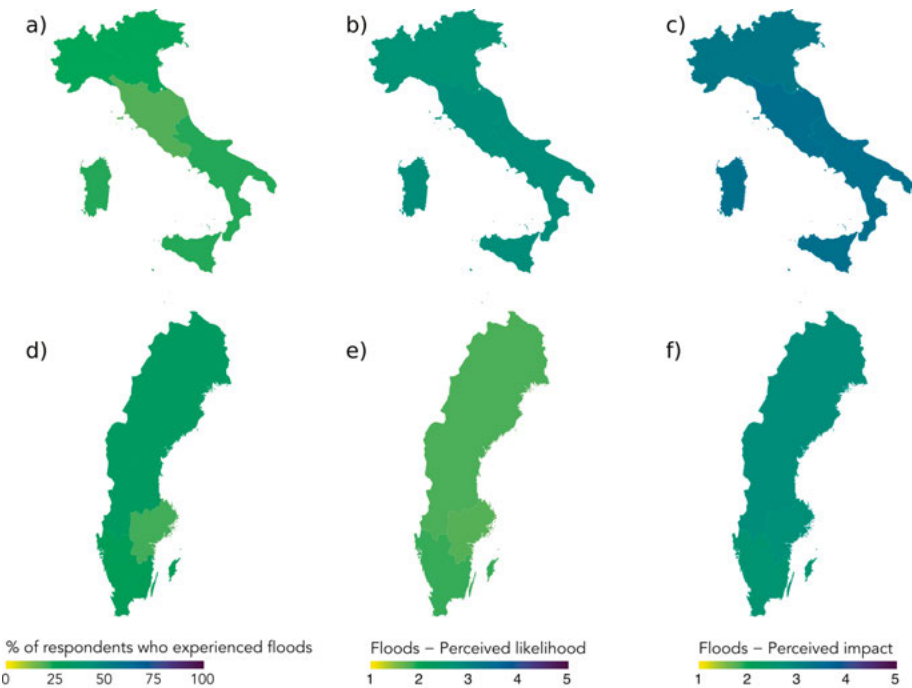 a)
b)
c)
d)
e)
f)
% of respondents who experienced floods
0 25 50 75 100
Floods – Perceived likelihood
1 2 3 4 5
Floods – Perceived impact
1 2 3 4 5